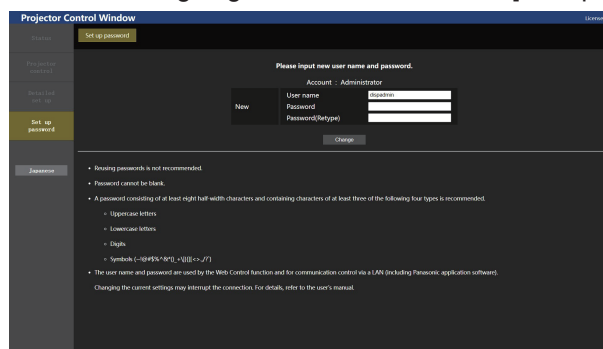 Projector Control Window
License
Status
Set up password
Projector
control
Detailed
set up
Set up
password
Japanese
Please input new user name and password.
Account : Administrator
New
User name
dispadmin
Password
Password(Retype)
Change
• Reusing passwords is not recommended.
• Password cannot be blank.
• A password consisting of at least eight half-width characters and containing characters of at least three of the following four types is recommended.
◦ Uppercase letters
◦ Lowercase letters
◦ Digits
◦ Symbols
• The user name and password are used by the Web Control function and for communication control via a LAN (including Panasonic application software).
Changing the current settings may interrupt the connection. For details, refer to the user's manual.